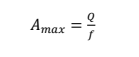 A_max = Q/f